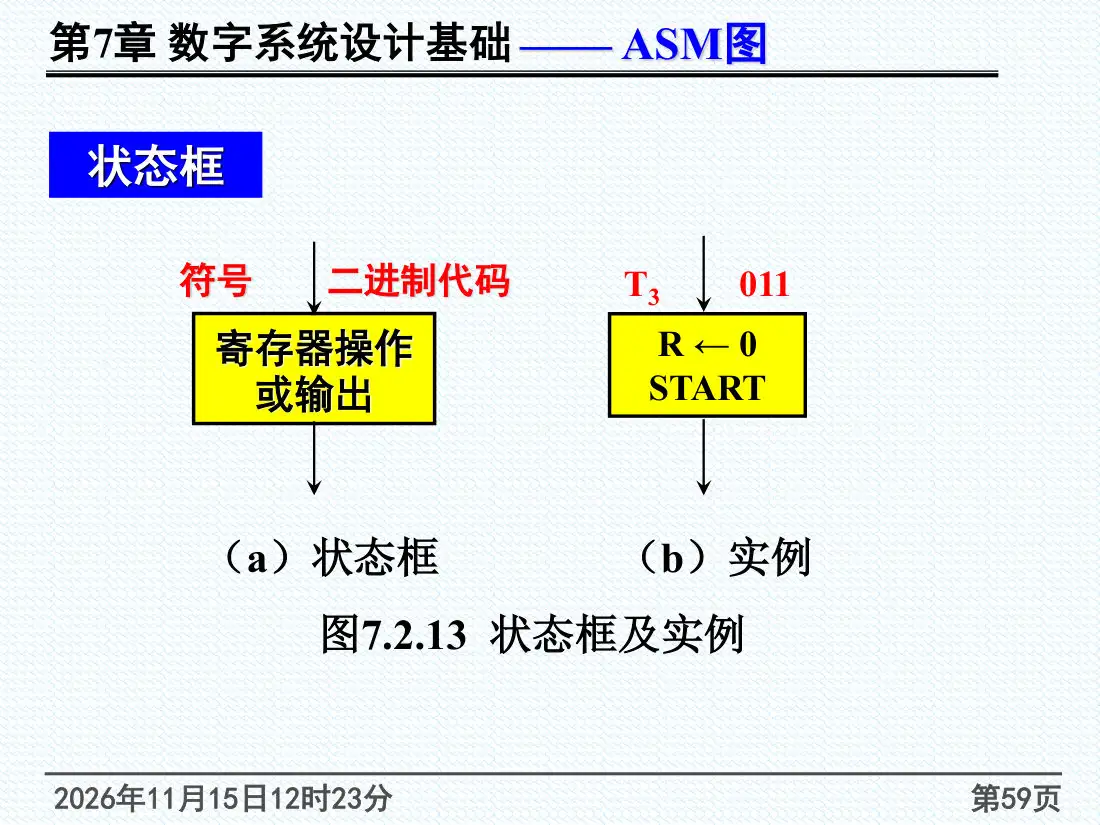 第7章 数字系统设计基础—— ASM图
状态框
符号 二进制代码
寄存器操作
或输出
T₃ 011
R ← 0
START
（a）状态框
（b）实例
图7.2.13 状态框及实例
2026年11月15日12时23分
第59页